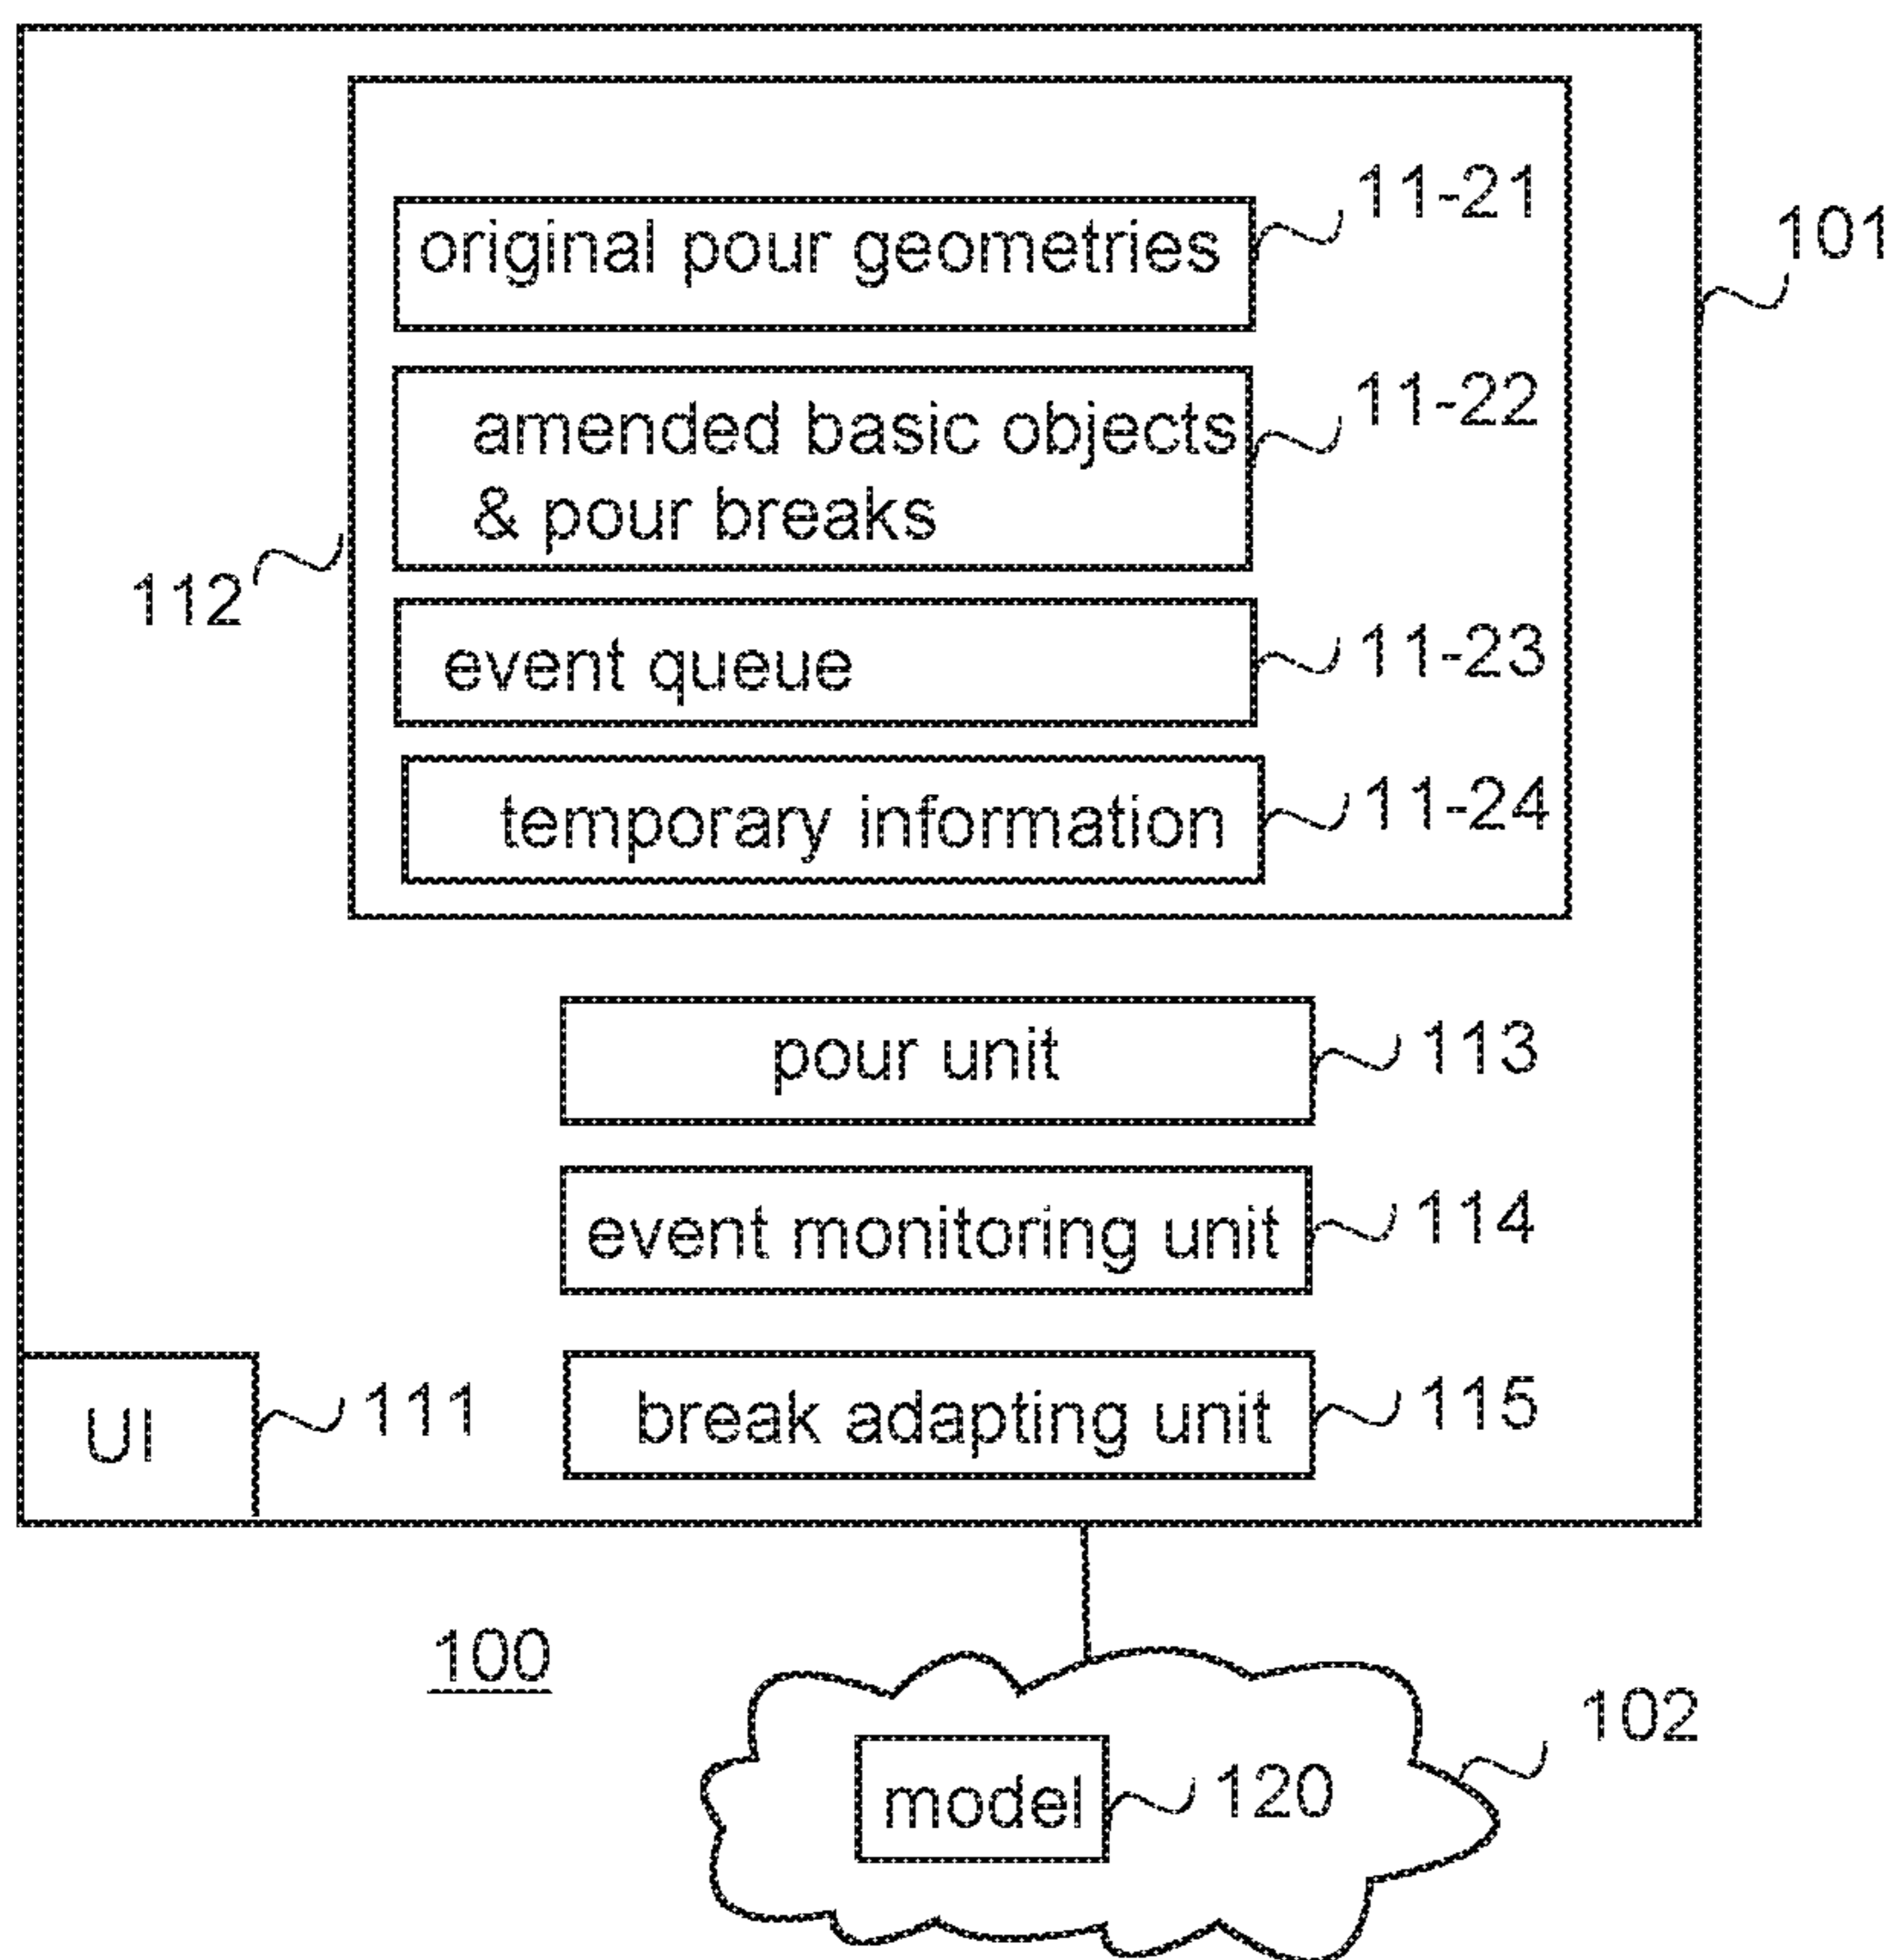 original pour geometries
11-21
101
amended basic objects
& pour breaks
11-22
112
event queue
11-23
temporary information
11-24
pour unit
113
event monitoring unit
114
UI
111
break adapting unit
115
100
102
model
120